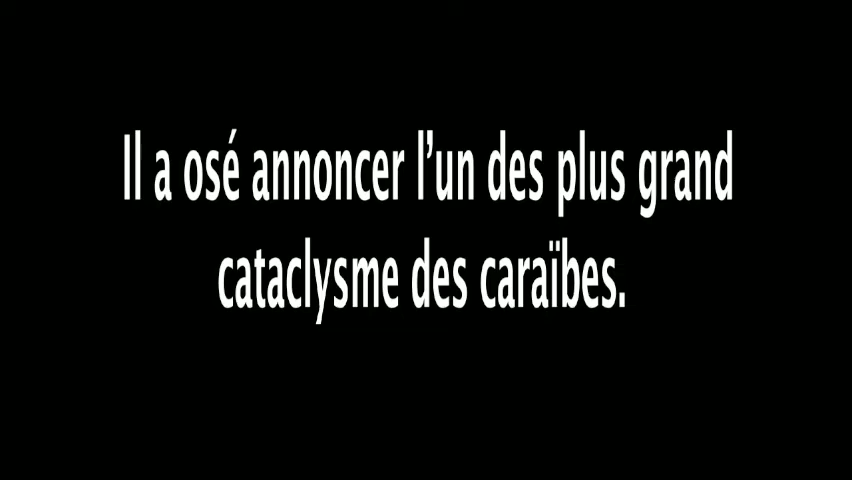 Il a osé annoncer l’un des plus grand
cataclysme des caraïbes.